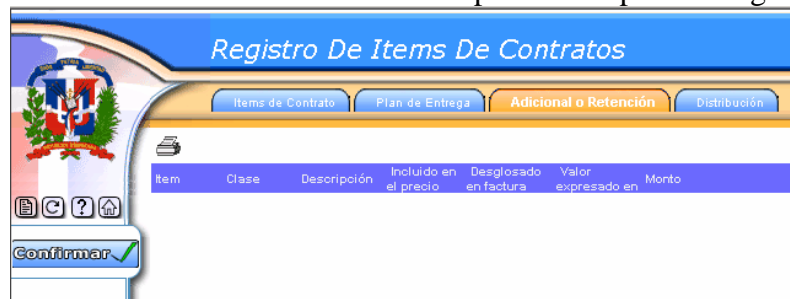 Registro De Items De Contratos
Items de Contrato Plan de Entrega Adicional o Retención Distribución
Item Clase Descripción Incluido en el precio Desglosado en factura Valor expresado en Monto
Confirmar